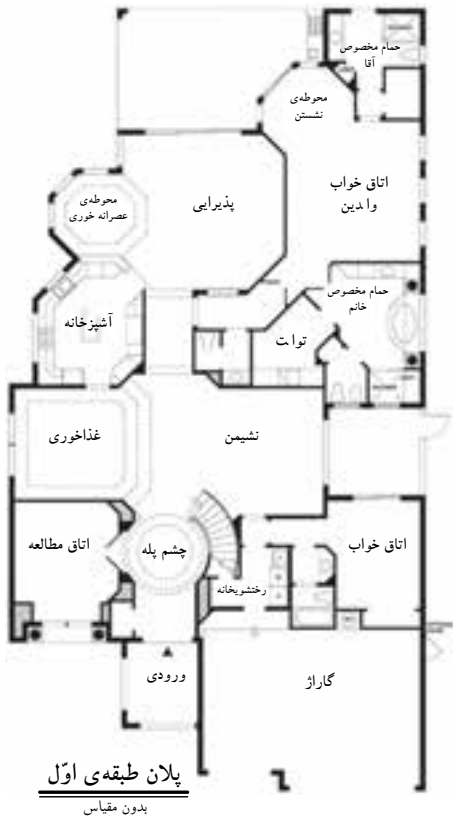 حمام مخصوص
آقا
محوطه‌ی
نشستن
اتاق خواب
والدین
پذیرایی
محوطه‌ی
عصرانه خوری
حمام مخصوص
خانم
آشپزخانه
توالت
غذاخوری
نشیمن
اتاق مطالعه
چشم پله
اتاق خواب
رختشویخانه
ورودی
گاراژ
پلان طبقه‌ی اوّل
بدون مقیاس